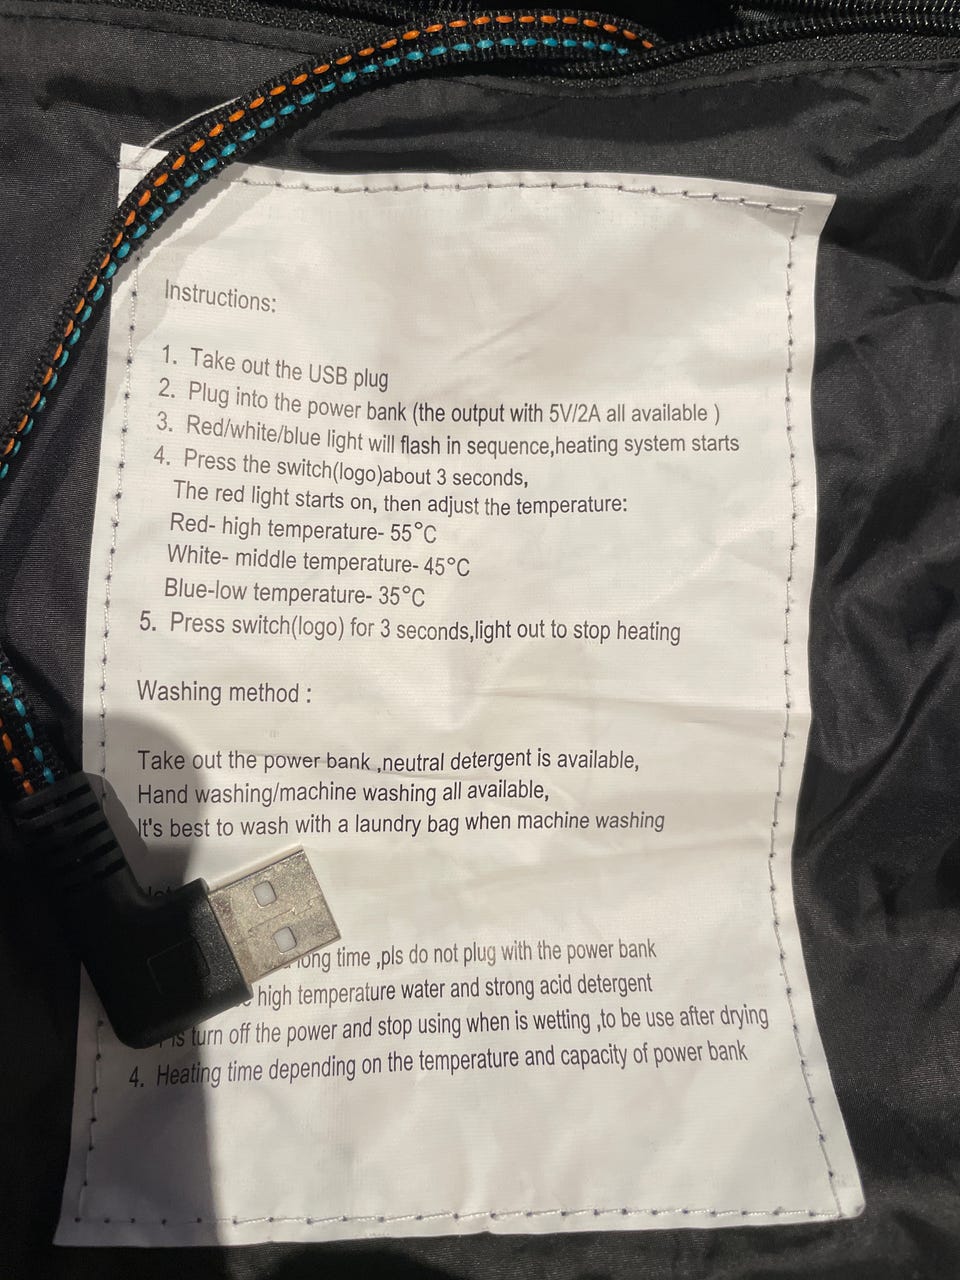 Instructions:
1. Take out the USB plug
2. Plug into the power bank (the output with 5V/2A all available )
3. Red/white/blue light will flash in sequence,heating system starts
4. Press the switch(logo)about 3 seconds,
The red light starts on, then adjust the temperature:
Red- high temperature- 55°C
White- middle temperature- 45°C
Blue-low temperature- 35°C
5. Press switch(logo) for 3 seconds,light out to stop heating
Washing method :
Take out the power bank ,neutral detergent is available,
Hand washing/machine washing all available,
It's best to wash with a laundry bag when machine washing
long time ,pls do not plug with the power bank
high temperature water and strong acid detergent
turn off the power and stop using when is wetting ,to be use after drying
4. Heating time depending on the temperature and capacity of power bank